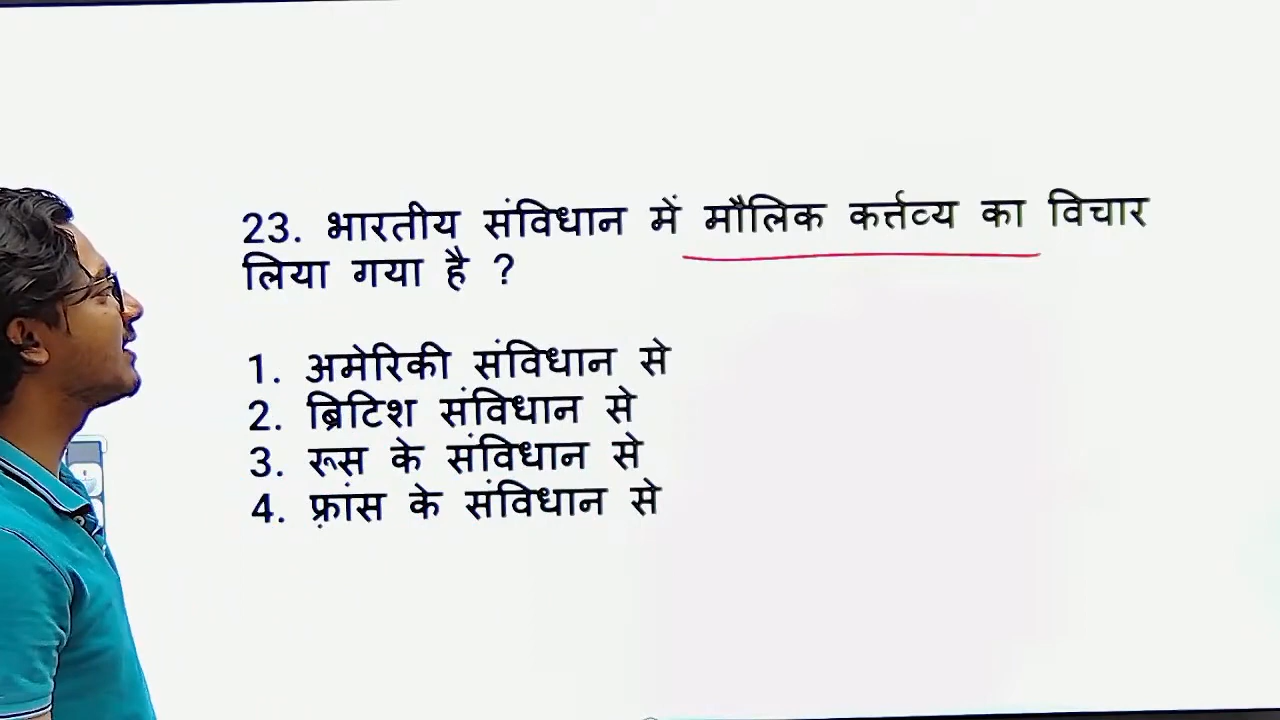 23. भारतीय संविधान में मौलिक कर्त्तव्य का विचार
लिया गया है ?
1. अमेरिकी संविधान से
2. ब्रिटिश संविधान से
3. रूस के संविधान से
4. फ़्रांस के संविधान से